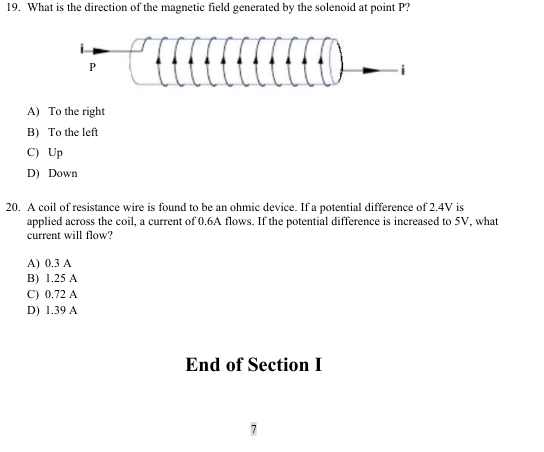 19. What is the direction of the magnetic field generated by the solenoid at point P?
i
P
i
A) To the right
B) To the left
C) Up
D) Down
20. A coil of resistance wire is found to be an ohmic device. If a potential difference of 2.4V is
applied across the coil, a current of 0.6A flows. If the potential difference is increased to 5V, what
current will flow?
A) 0.3 A
B) 1.25 A
C) 0.72 A
D) 1.39 A
End of Section I
7